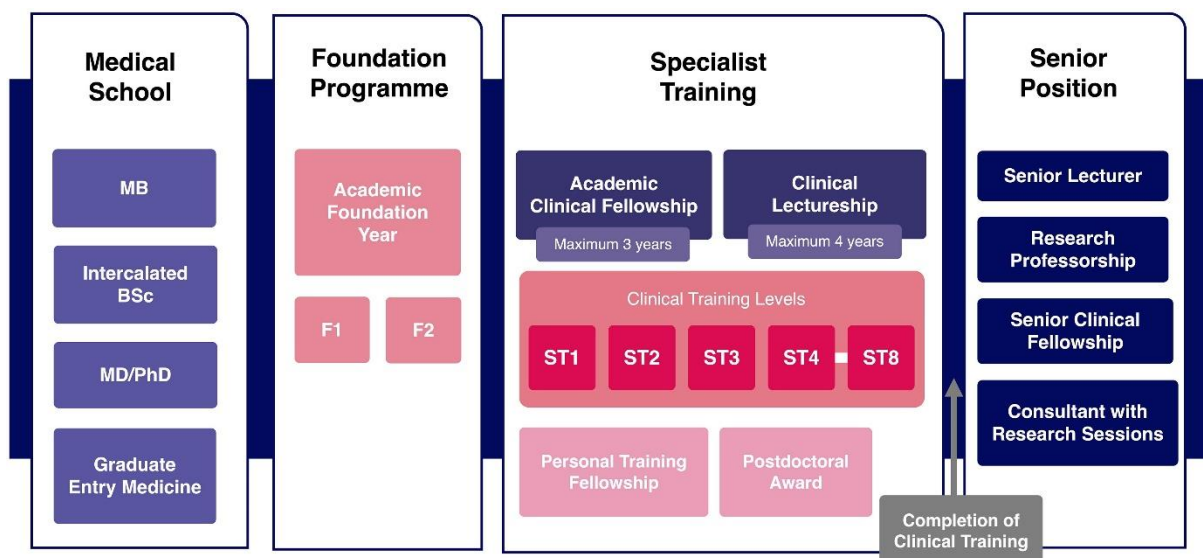 Medical
School
MB
Intercalated
BSc
MD/PhD
Graduate
Entry Medicine
Foundation
Programme
Academic
Foundation
Year
F1
F2
Specialist
Training
Academic
Clinical Fellowship
Maximum 3 years
Clinical
Lectureship
Maximum 4 years
Clinical Training Levels
ST1
ST2
ST3
ST4
ST8
Personal Training
Fellowship
Postdoctoral
Award
Completion of
Clinical Training
Senior
Position
Senior Lecturer
Research
Professorship
Senior Clinical
Fellowship
Consultant with
Research Sessions